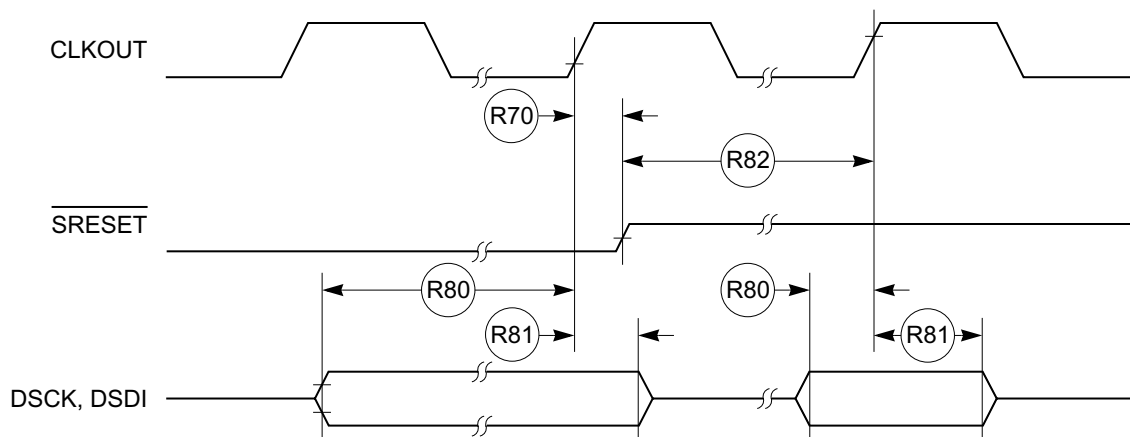 CLKOUT
R70
R82
SRESET
R80
R80
R81
R81
DSCK, DSDI